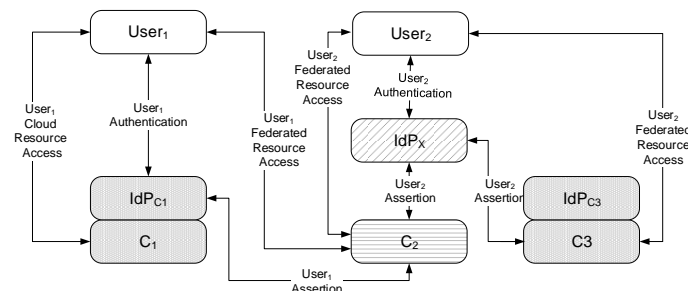 User1
User2
User1
Cloud
Resource
Access
User1
Authentication
User1
Federated
Resource
Access
User2
Federated
Resource
Access
User2
Authentication
User2
Federated
Resource
Access
IdPX
User2
Assertion
User2
Assertion
IdPC1
C1
C2
IdPC3
C3
User1
Assertion